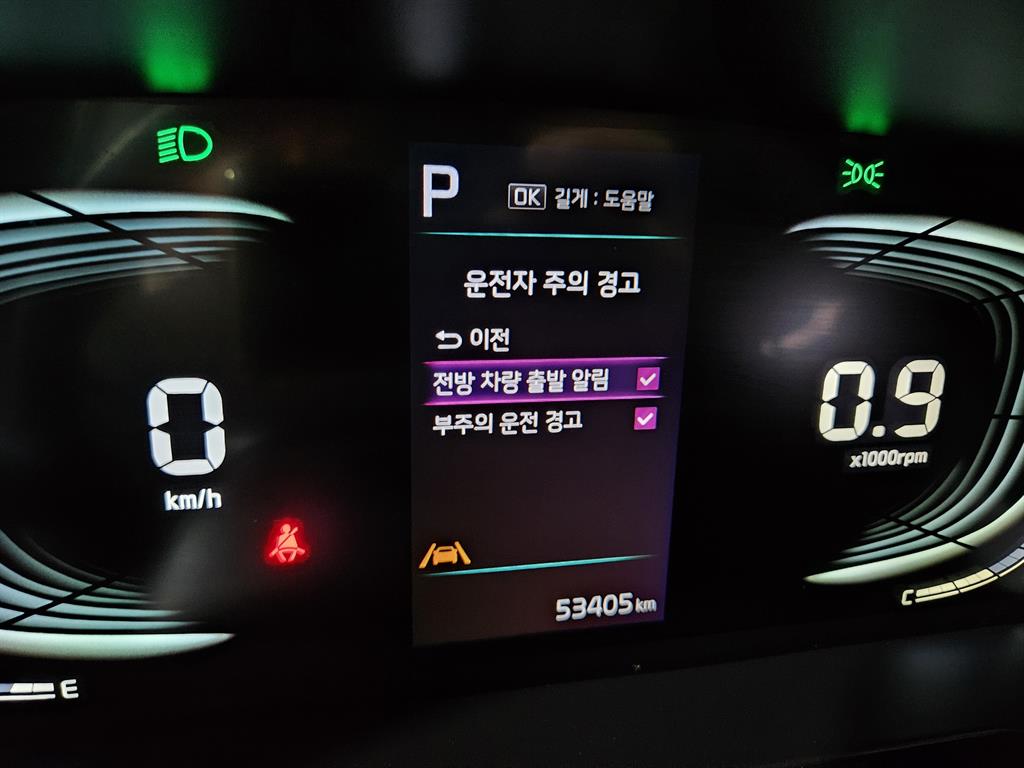 P
OK 길게 : 도움말
운전자 주의 경고
이전
전방 차량 출발 알림
부주의 운전 경고
0
km/h
0.9
x1000rpm
53405 km
C
E